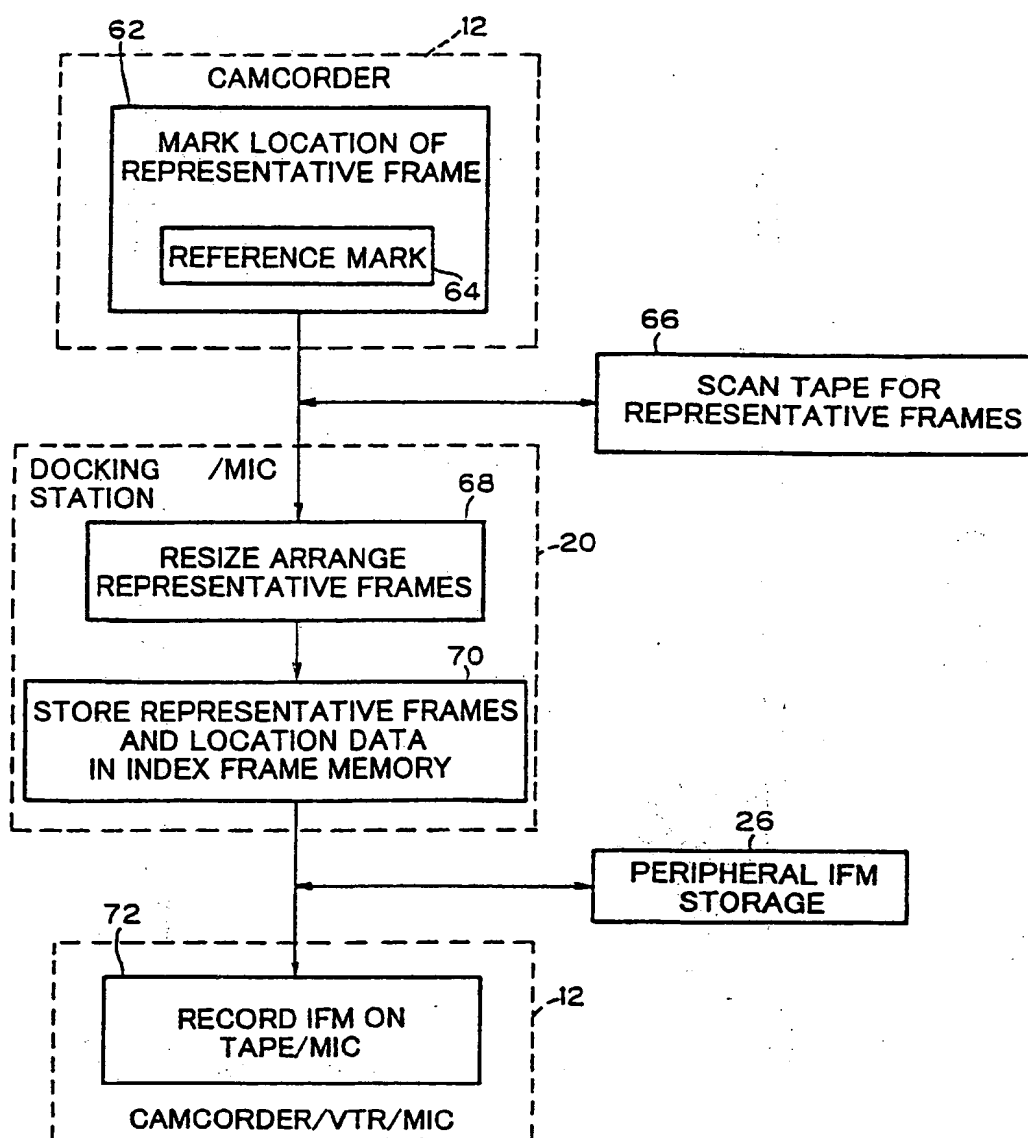 62
12
CAMCORDER
MARK LOCATION OF
REPRESENTATIVE FRAME
REFERENCE MARK
64
66
SCAN TAPE FOR
REPRESENTATIVE FRAMES
DOCKING /MIC
STATION
68
20
RESIZE ARRANGE
REPRESENTATIVE FRAMES
70
STORE REPRESENTATIVE FRAMES
AND LOCATION DATA
IN INDEX FRAME MEMORY
26
PERIPHERAL IFM
STORAGE
72
12
RECORD IFM ON
TAPE/MIC
CAMCORDER/VTR/MIC